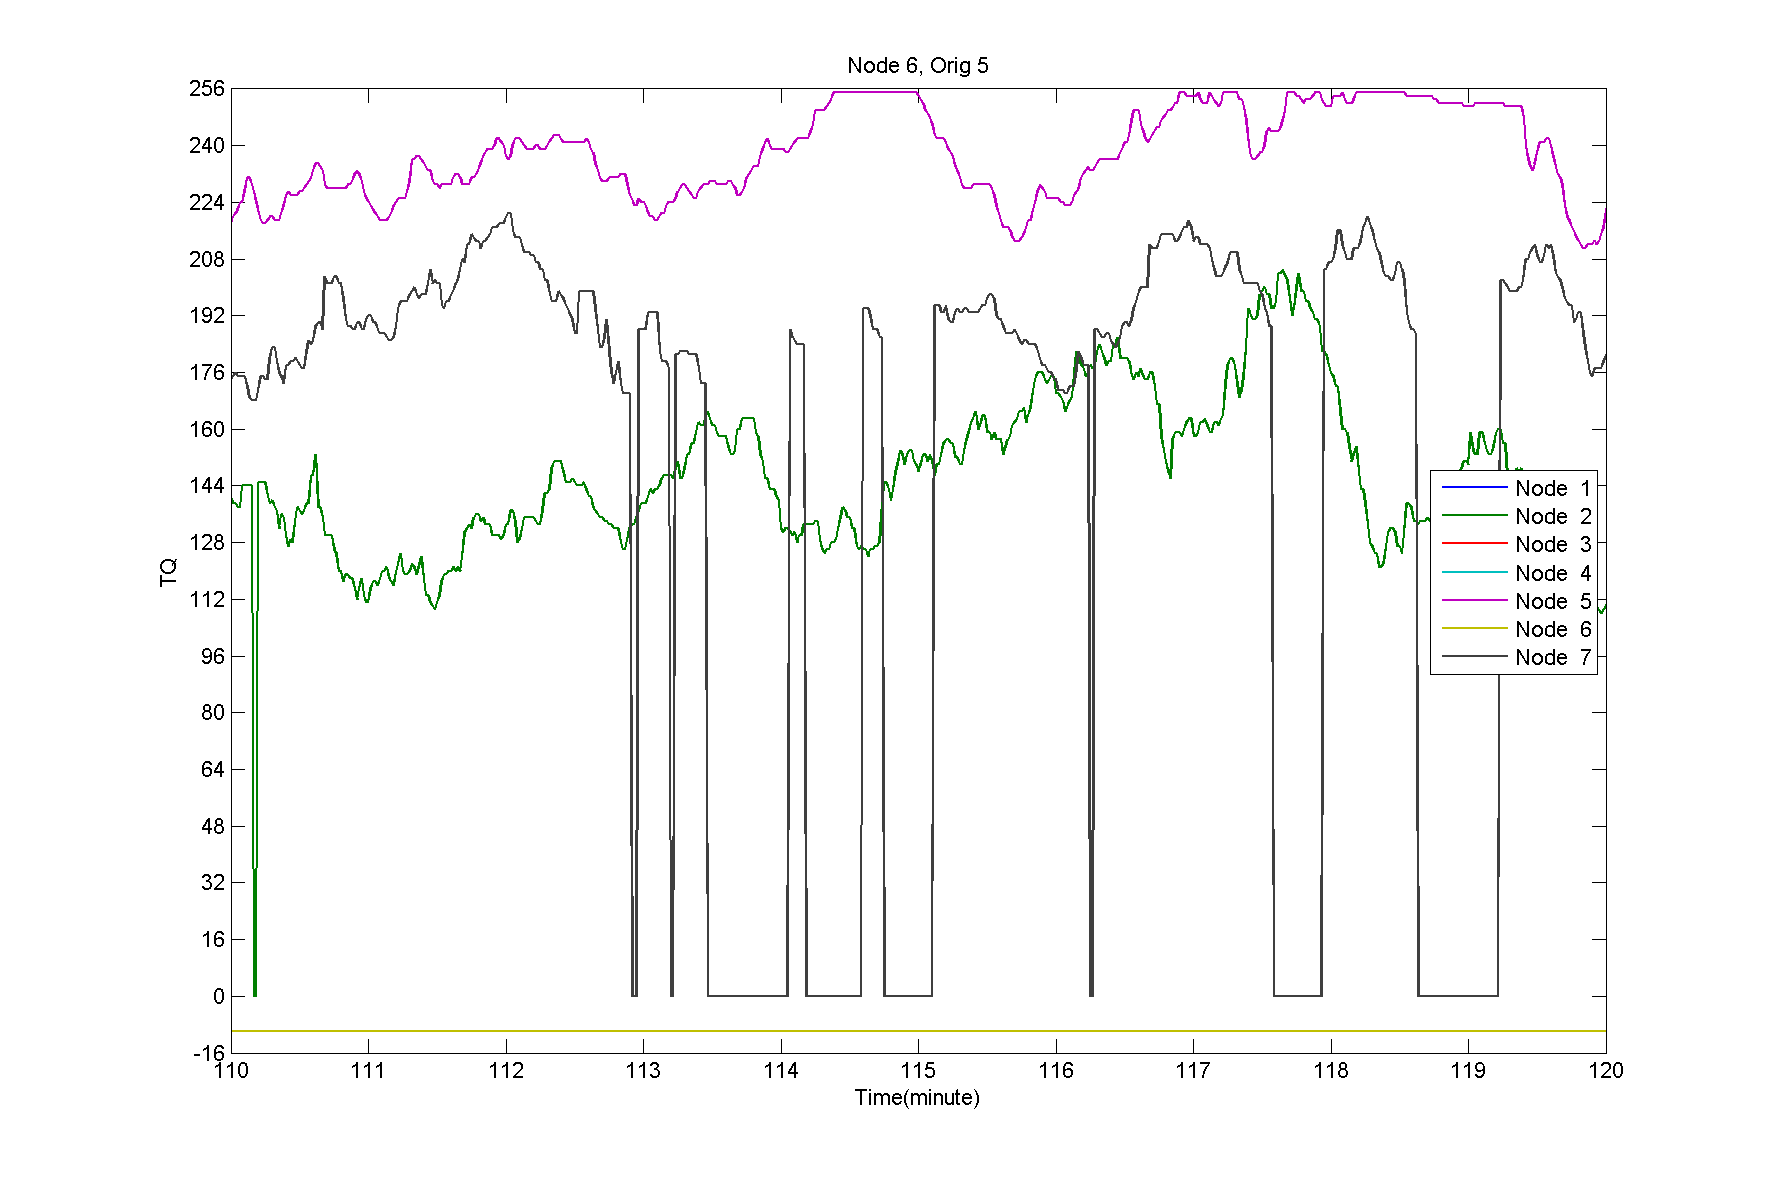 Node 6, Orig 5
256
240
224
208
192
176
160
144
128
112
96
80
64
48
32
16
0
-16
TQ
Node 1
Node 2
Node 3
Node 4
Node 5
Node 6
Node 7
110 111 112 113 114 115 116 117 118 119 120
Time(minute)